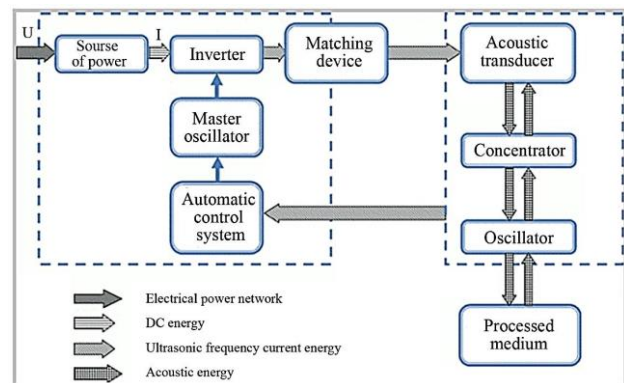 U
I
Sourse
of power
Inverter
Matching
device
Acoustic
transducer
Master
oscillator
Concentrator
Automatic
control
system
Oscillator
Processed
medium
Electrical power network
DC energy
Ultrasonic frequency current energy
Acoustic energy